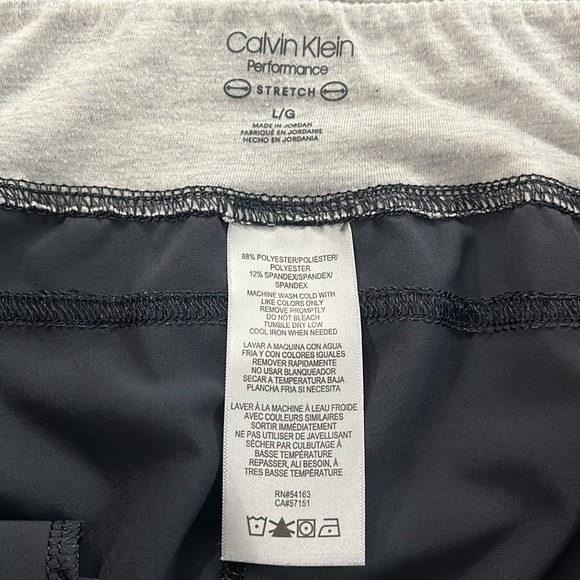 Calvin Klein
Performance
STRETCH
L/G
MADE IN JORDAN
FABRIQUÉ EN JORDANIE
HECHO EN JORDANIA
88% POLYESTER/POLIÉSTER/
POLYESTER
12% SPANDEX/SPANDEX/
SPANDEX
MACHINE WASH COLD WITH
LIKE COLORS ONLY
REMOVE PROMPTLY
DO NOT BLEACH
TUMBLE DRY LOW
COOL IRON WHEN NEEDED
LAVAR A MAQUINA CON AGUA
FRIA Y CON COLORES IGUALES
REMOVER RAPIDAMENTE
NO USAR BLANQUEADOR
SECAR A TEMPERATURA BAJA
PLANCHA FRIA SI NECESITA
LAVER À LA MACHINE À LEAU FROIDE
AVEC COULEURS SIMILAIRES
SORTIR IMMÉDIATEMENT
NE PAS UTILISER DE JAVELLISANT
SÉCHER PAR CULBUTAGE À
BASSE TEMPÉRATURE
REPASSER, ALI BESOIN, À
TRÈS BASSE TEMPÉRATURE
RN#54163
CA#57151